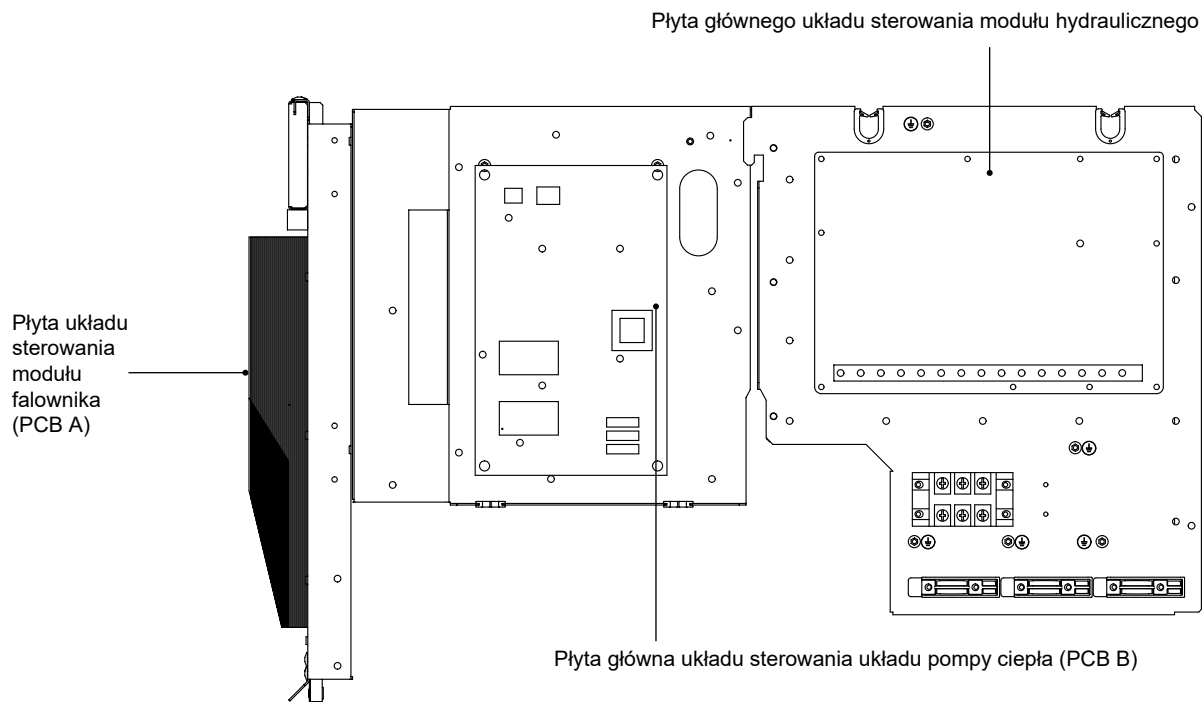 Płyta głównego układu sterowania modułu hydraulicznego
Płyta układu
sterowania
modułu
falownika
(PCB A)
Płyta główna układu sterowania układu pompy ciepła (PCB B)